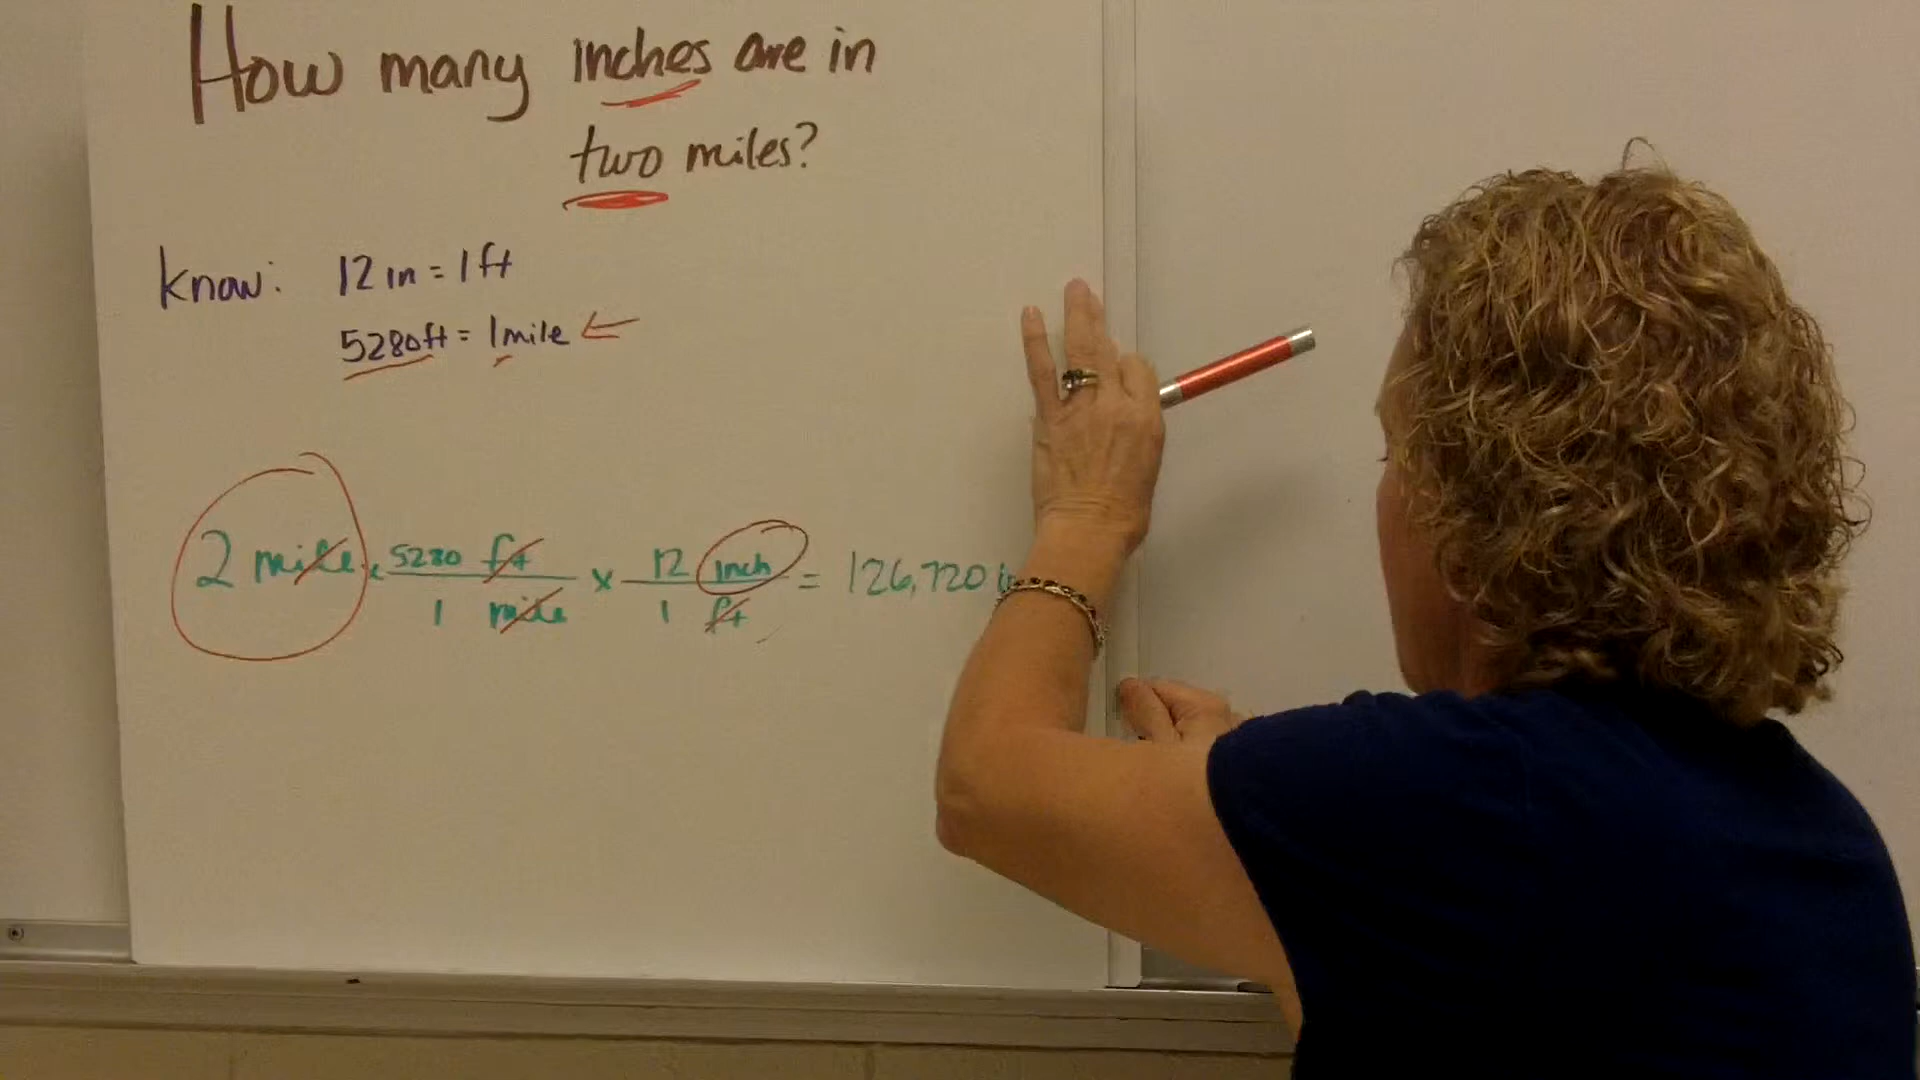 How many inches are in
two miles?
know: 12 in = 1 ft
5280 ft = 1 mile ←
2 mile x 5280 ft x 12 inch = 126,720 in
1 mile 1 ft